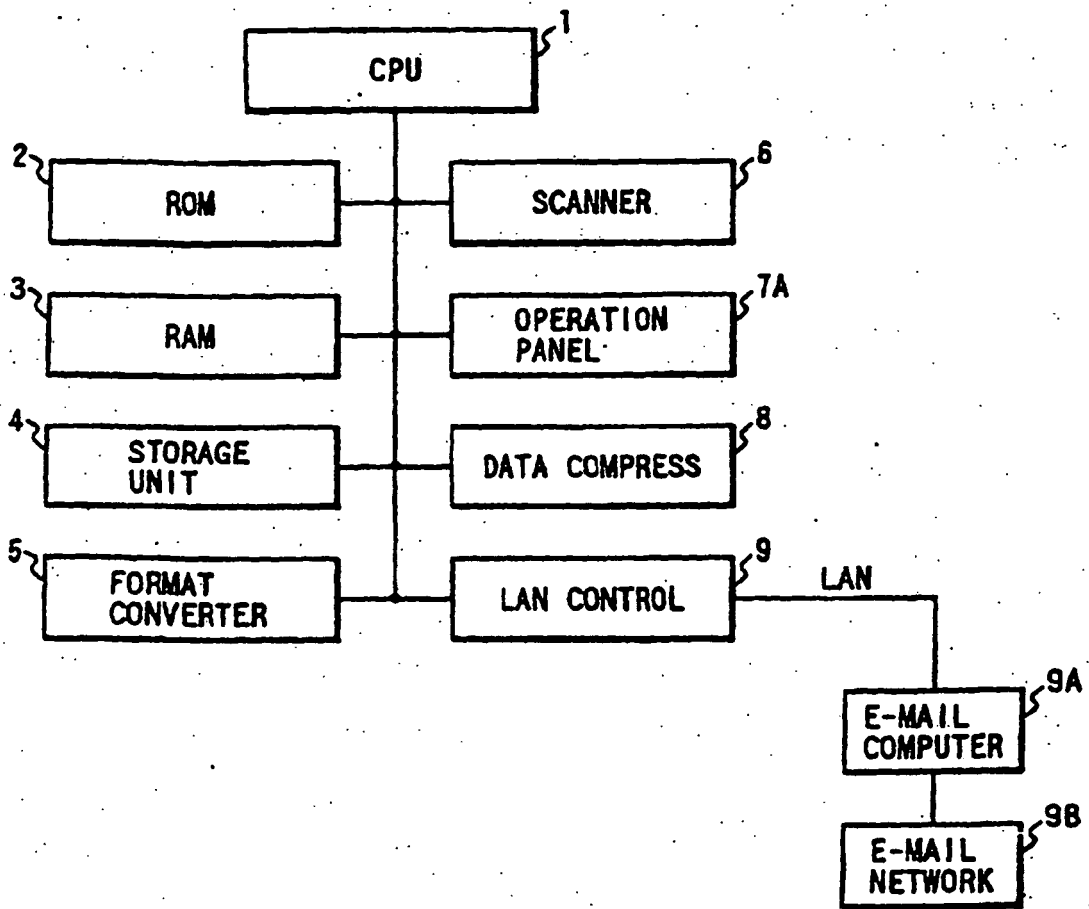 1
CPU
2
ROM
6
SCANNER
3
RAM
7A
OPERATION
PANEL
4
STORAGE
UNIT
8
DATA COMPRESS
5
FORMAT
CONVERTER
9
LAN CONTROL
LAN
9A
E-MAIL
COMPUTER
9B
E-MAIL
NETWORK